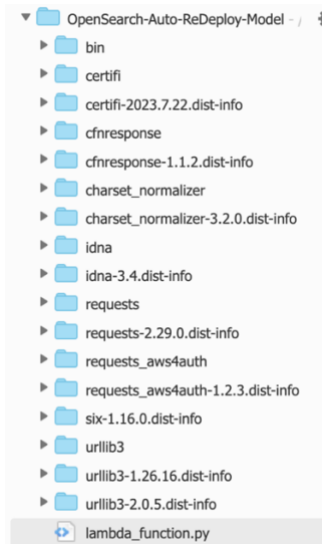 OpenSearch-Auto-ReDeploy-Model - /
bin
certifi
certifi-2023.7.22.dist-info
cfnresponse
cfnresponse-1.1.2.dist-info
charset_normalizer
charset_normalizer-3.2.0.dist-info
idna
idna-3.4.dist-info
requests
requests-2.29.0.dist-info
requests_aws4auth
requests_aws4auth-1.2.3.dist-info
six-1.16.0.dist-info
urllib3
urllib3-1.26.16.dist-info
urllib3-2.0.5.dist-info
lambda_function.py